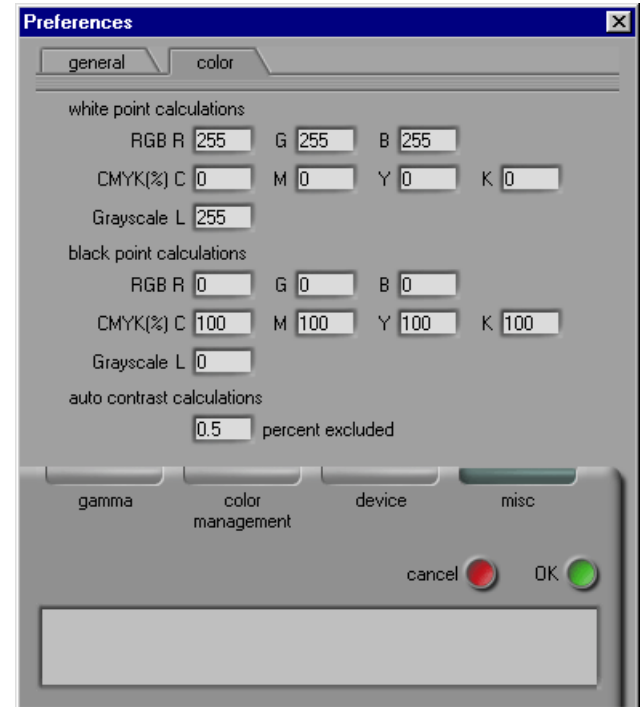 Preferences
general color
white point calculations
RGB R 255 G 255 B 255
CMYK(%) C 0 M 0 Y 0 K 0
Grayscale L 255
black point calculations
RGB R 0 G 0 B 0
CMYK(%) C 100 M 100 Y 100 K 100
Grayscale L 0
auto contrast calculations
0.5 percent excluded
gamma color management device misc
cancel OK